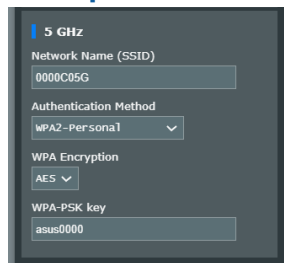 5 GHz
Network Name (SSID)
0000C05G
Authentication Method
WPA2-Personal
WPA Encryption
AES
WPA-PSK key
asus0000